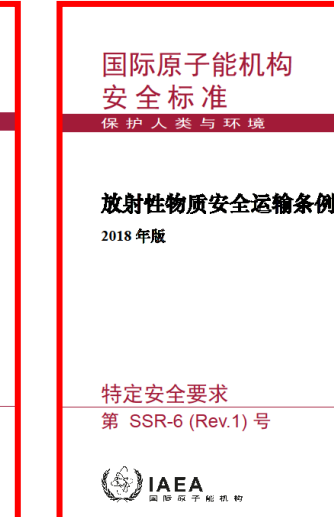 国际原子能机构
安全标准
保护人类与环境
放射性物质安全运输条例
2018 年版
特定安全要求
第 SSR-6 (Rev.1) 号
IAEA
国际原子能机构